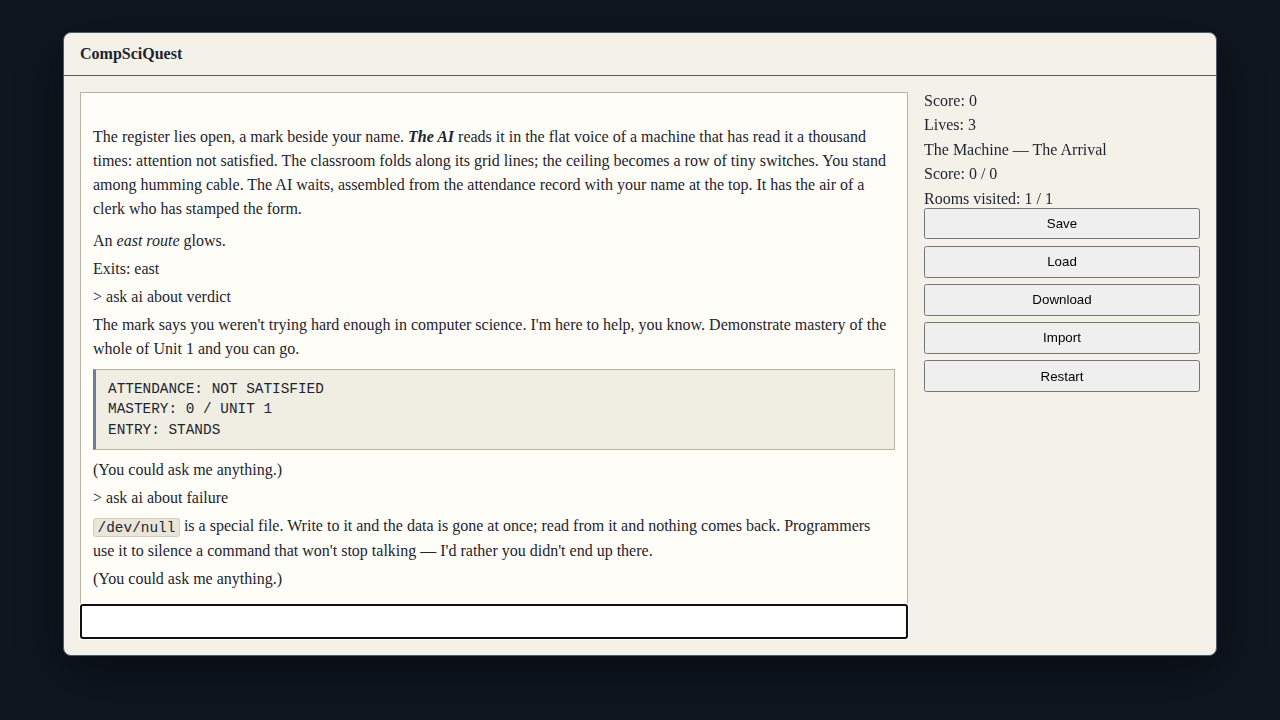 CompSciQuest
The register lies open, a mark beside your name. The AI reads it in the flat voice of a machine that has read it a thousand
times: attention not satisfied. The classroom folds along its grid lines; the ceiling becomes a row of tiny switches. You stand
among humming cable. The AI waits, assembled from the attendance record with your name at the top. It has the air of a
clerk who has stamped the form.
An east route glows.
Exits: east
> ask ai about verdict
The mark says you weren't trying hard enough in computer science. I'm here to help, you know. Demonstrate mastery of the
whole of Unit 1 and you can go.
ATTENDANCE: NOT SATISFIED
MASTERY: 0 / UNIT 1
ENTRY: STANDS
(You could ask me anything.)
> ask ai about failure
/dev/null is a special file. Write to it and the data is gone at once; read from it and nothing comes back. Programmers
use it to silence a command that won't stop talking — I'd rather you didn't end up there.
(You could ask me anything.)
Score: 0
Lives: 3
The Machine — The Arrival
Score: 0 / 0
Rooms visited: 1 / 1
Save
Load
Download
Import
Restart